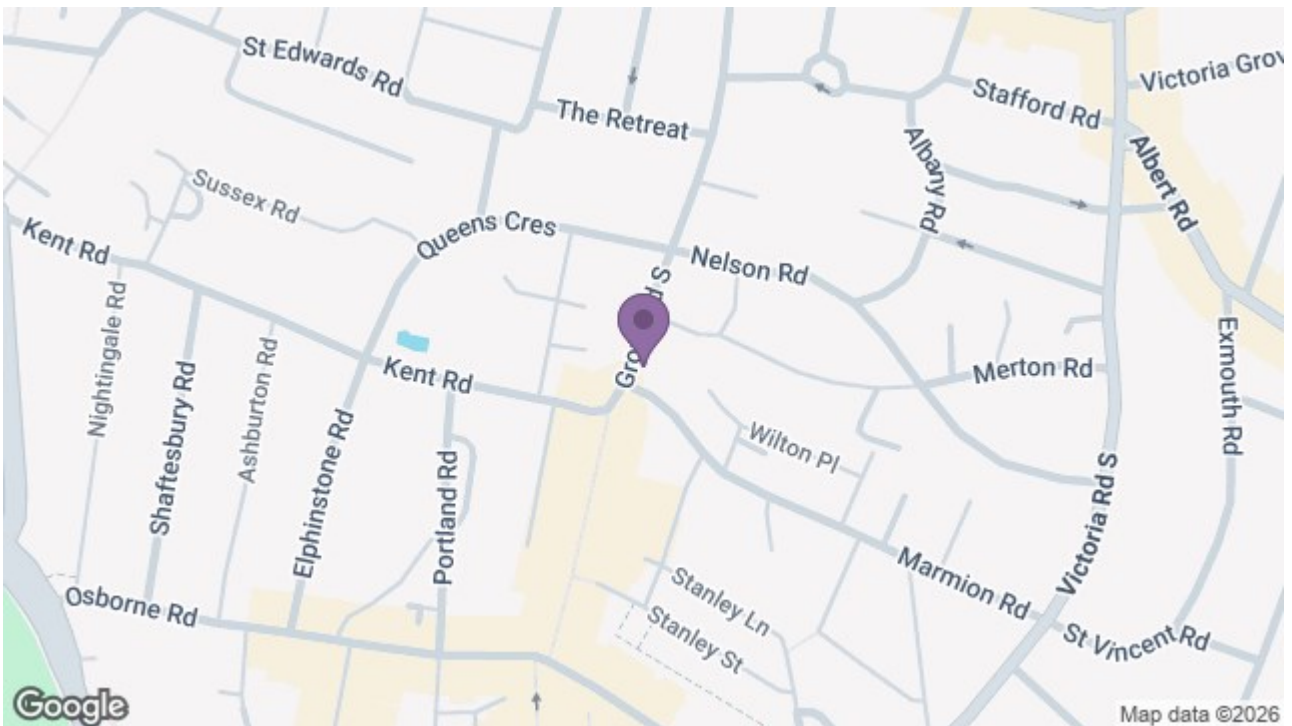 St Edwards Rd
The Retreat
Stafford Rd
Victoria Grov
Albert Rd
Albany Rd
Sussex Rd
Queens Cres
Kent Rd
Nelson Rd
Nightingale Rd
Shaftesbury Rd
Ashburton Rd
Elphinstone Rd
Kent Rd
Portland Rd
Merton Rd
Exmouth Rd
Wilton Pl
Victoria Rd S
Marmion Rd
Osborne Rd
Stanley Ln
Stanley St
St Vincent Rd
Google
Map data ©2026